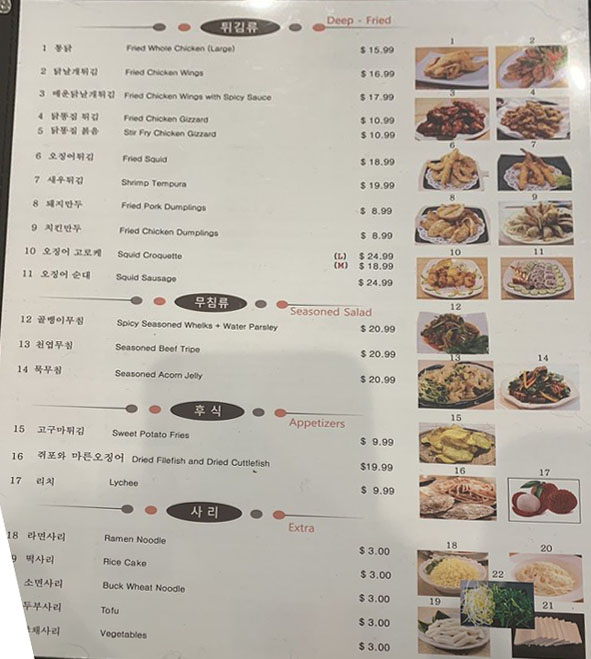 튀김류 Deep - Fried
1 통닭 Fried Whole Chicken (Large) $ 15.99
2 닭날개튀김 Fried Chicken Wings $ 16.99
3 매운닭날개튀김 Fried Chicken Wings with Spicy Sauce $ 17.99
4 닭똥집 튀김 Fried Chicken Gizzard $ 10.99
5 닭똥집 볶음 Stir Fry Chicken Gizzard $ 10.99
6 오징어튀김 Fried Squid $ 18.99
7 새우튀김 Shrimp Tempura $ 19.99
8 돼지만두 Fried Pork Dumplings $ 8.99
9 치킨만두 Fried Chicken Dumplings $ 8.99
10 오징어 고로케 Squid Croquette (L) $ 24.99
(M) $ 18.99
11 오징어 순대 Squid Sausage $ 24.99
무침류 Seasoned Salad
12 골뱅이무침 Spicy Seasoned Whelks + Water Parsley $ 20.99
13 천엽무침 Seasoned Beef Tripe $ 20.99
14 묵무침 Seasoned Acorn Jelly $ 20.99
후식 Appetizers
15 고구마튀김 Sweet Potato Fries $ 9.99
16 쥐포와 마른오징어 Dried Filefish and Dried Cuttlefish $19.99
17 리치 Lychee $ 9.99
사리 Extra
18 라면사리 Ramen Noodle $ 3.00
9 떡사리 Rice Cake $ 3.00
소면사리 Buck Wheat Noodle $ 3.00
두부사리 Tofu $ 3.00
채사리 Vegetables $ 3.00
1 2
3 4
6 7
8 9
10 11
12
13 14
15
16 17
18 20
22
19 21